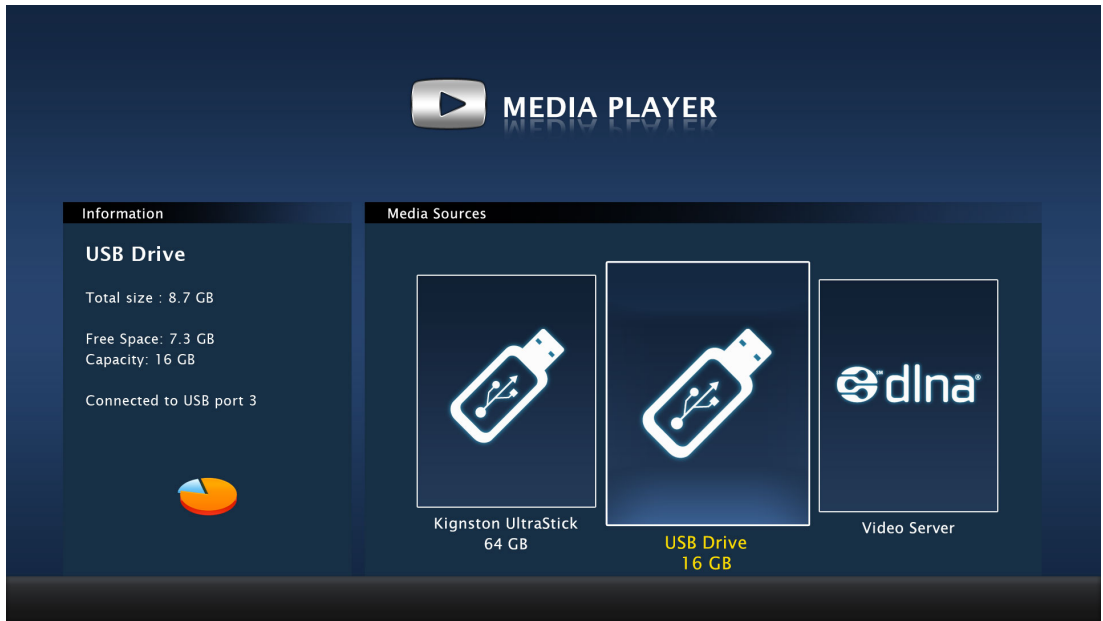 MEDIA PLAYER
Information
USB Drive
Total size : 8.7 GB
Free Space: 7.3 GB
Capacity: 16 GB
Connected to USB port 3
Media Sources
Kignston UltraStick
64 GB
USB Drive
16 GB
℠dlna®
Video Server